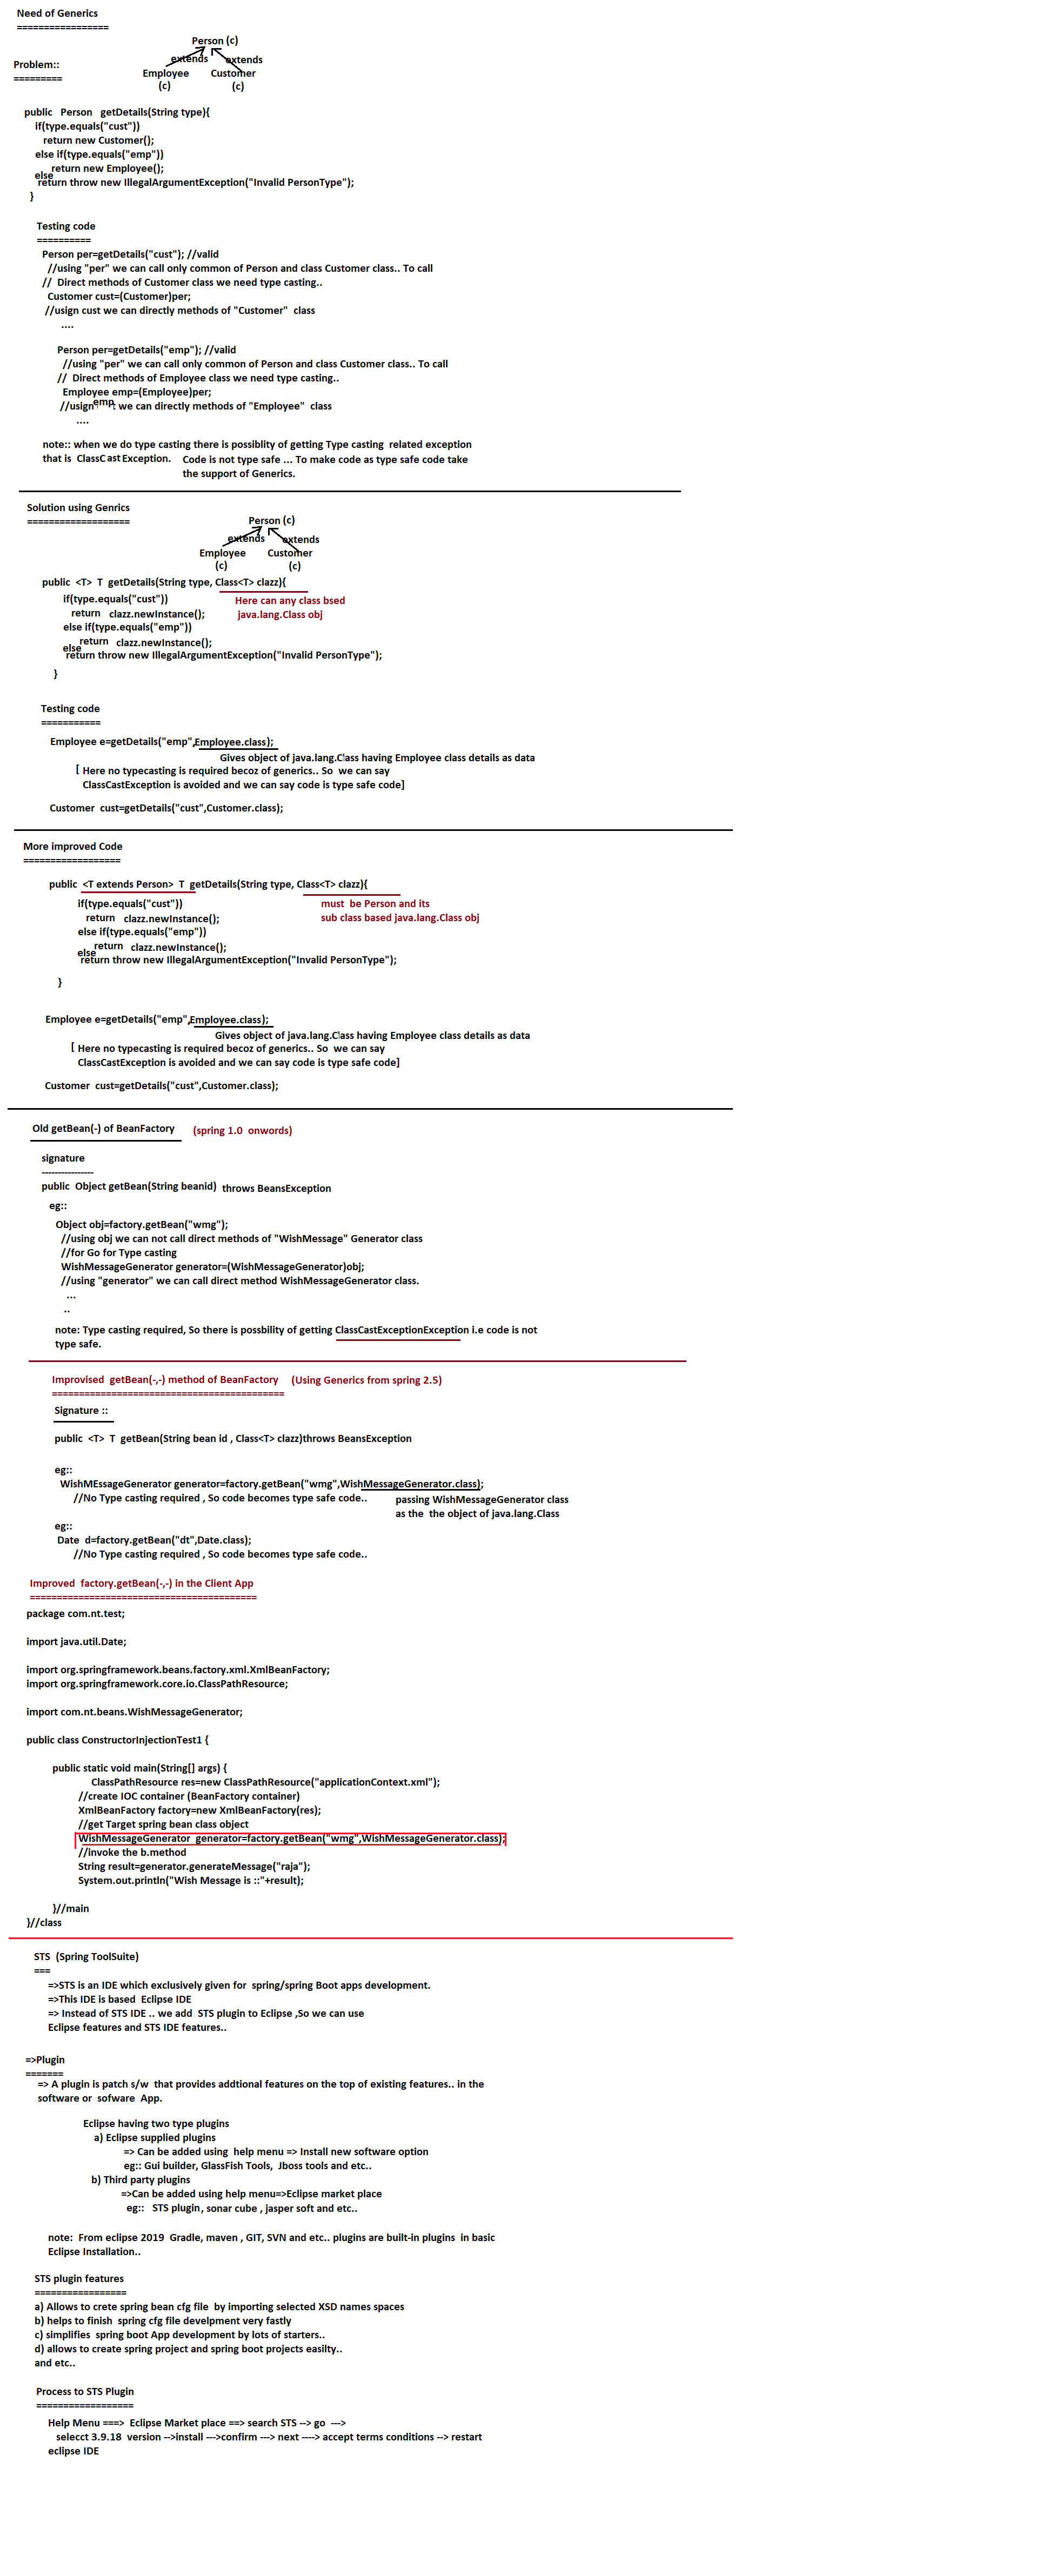 Need of Generics
=================
Person (c)
extends extends
Problem::
=========
Employee Customer
(c) (c)
public Person getDetails(String type){
if(type.equals("cust"))
return new Customer();
else if(type.equals("emp"))
return new Employee();
else
return throw new IllegalArgumentException("Invalid PersonType");
}
Testing code
==========
Person per=getDetails("cust"); //valid
//using "per" we can call only common of Person and class Customer class.. To call
// Direct methods of Customer class we need type casting..
Customer cust=(Customer)per;
//usign cust we can directly methods of "Customer" class
....
Person per=getDetails("emp"); //valid
//using "per" we can call only common of Person and class Customer class.. To call
// Direct methods of Employee class we need type casting..
Employee emp=(Employee)per;
//usign emp we can directly methods of "Employee" class
....
note:: when we do type casting there is possiblity of getting Type casting related exception
that is ClassCastException. Code is not type safe ... To make code as type safe code take
the support of Generics.
Solution using Genrics
===================
Person (c)
extends extends
Employee Customer
(c) (c)
public <T> T getDetails(String type, Class<T> clazz){
if(type.equals("cust")) Here can any class bsed
return clazz.newInstance(); java.lang.Class obj
else if(type.equals("emp"))
return clazz.newInstance();
else
return throw new IllegalArgumentException("Invalid PersonType");
}
Testing code
===========
Employee e=getDetails("emp",Employee.class);
Gives object of java.lang.Class having Employee class details as data
[ Here no typecasting is required becoz of generics.. So we can say
ClassCastException is avoided and we can say code is type safe code]
Customer cust=getDetails("cust",Customer.class);
More improved Code
==================
public <T extends Person> T getDetails(String type, Class<T> clazz){
if(type.equals("cust")) must be Person and its
return clazz.newInstance(); sub class based java.lang.Class obj
else if(type.equals("emp"))
return clazz.newInstance();
else
return throw new IllegalArgumentException("Invalid PersonType");
}
Employee e=getDetails("emp",Employee.class);
Gives object of java.lang.Class having Employee class details as data
[ Here no typecasting is required becoz of generics.. So we can say
ClassCastException is avoided and we can say code is type safe code]
Customer cust=getDetails("cust",Customer.class);
Old getBean(-) of BeanFactory (spring 1.0 onwords)
signature
----------------
public Object getBean(String beanid) throws BeansException
eg::
Object obj=factory.getBean("wmg");
//using obj we can not call direct methods of "WishMessage" Generator class
//for Go for Type casting
WishMessageGenerator generator=(WishMessageGenerator)obj;
//using "generator" we can call direct method WishMessageGenerator class.
...
..
note: Type casting required, So there is possbility of getting ClassCastExceptionException i.e code is not
type safe.
Improvised getBean(-,-) method of BeanFactory (Using Generics from spring 2.5)
===========================================
Signature ::
public <T> T getBean(String bean id , Class<T> clazz)throws BeansException
eg::
WishMEssageGenerator generator=factory.getBean("wmg",WishMessageGenerator.class);
//No Type casting required , So code becomes type safe code.. passing WishMessageGenerator class
as the the object of java.lang.Class
eg::
Date d=factory.getBean("dt",Date.class);
//No Type casting required , So code becomes type safe code..
Improved factory.getBean(-,-) in the Client App
==========================================
package com.nt.test;
import java.util.Date;
import org.springframework.beans.factory.xml.XmlBeanFactory;
import org.springframework.core.io.ClassPathResource;
import com.nt.beans.WishMessageGenerator;
public class ConstructorInjectionTest1 {
public static void main(String[] args) {
ClassPathResource res=new ClassPathResource("applicationContext.xml");
//create IOC container (BeanFactory container)
XmlBeanFactory factory=new XmlBeanFactory(res);
//get Target spring bean class object
WishMessageGenerator generator=factory.getBean("wmg",WishMessageGenerator.class);
//invoke the b.method
String result=generator.generateMessage("raja");
System.out.println("Wish Message is ::"+result);
}//main
}//class
STS (Spring ToolSuite)
===
=>STS is an IDE which exclusively given for spring/spring Boot apps development.
=>This IDE is based Eclipse IDE
=> Instead of STS IDE .. we add STS plugin to Eclipse ,So we can use
Eclipse features and STS IDE features..
=>Plugin
=======
=> A plugin is patch s/w that provides addtional features on the top of existing features.. in the
software or sofware App.
Eclipse having two type plugins
a) Eclipse supplied plugins
=> Can be added using help menu => Install new software option
eg:: Gui builder, GlassFish Tools, Jboss tools and etc..
b) Third party plugins
=>Can be added using help menu=>Eclipse market place
eg:: STS plugin, sonar cube , jasper soft and etc..
note: From eclipse 2019 Gradle, maven , GIT, SVN and etc.. plugins are built-in plugins in basic
Eclipse Installation..
STS plugin features
=================
a) Allows to crete spring bean cfg file by importing selected XSD names spaces
b) helps to finish spring cfg file develpment very fastly
c) simplifies spring boot App development by lots of starters..
d) allows to create spring project and spring boot projects easilty..
and etc..
Process to STS Plugin
==================
Help Menu ===> Eclipse Market place ==> search STS --> go --->
selecct 3.9.18 version -->install --->confirm ---> next ----> accept terms conditions --> restart
eclipse IDE